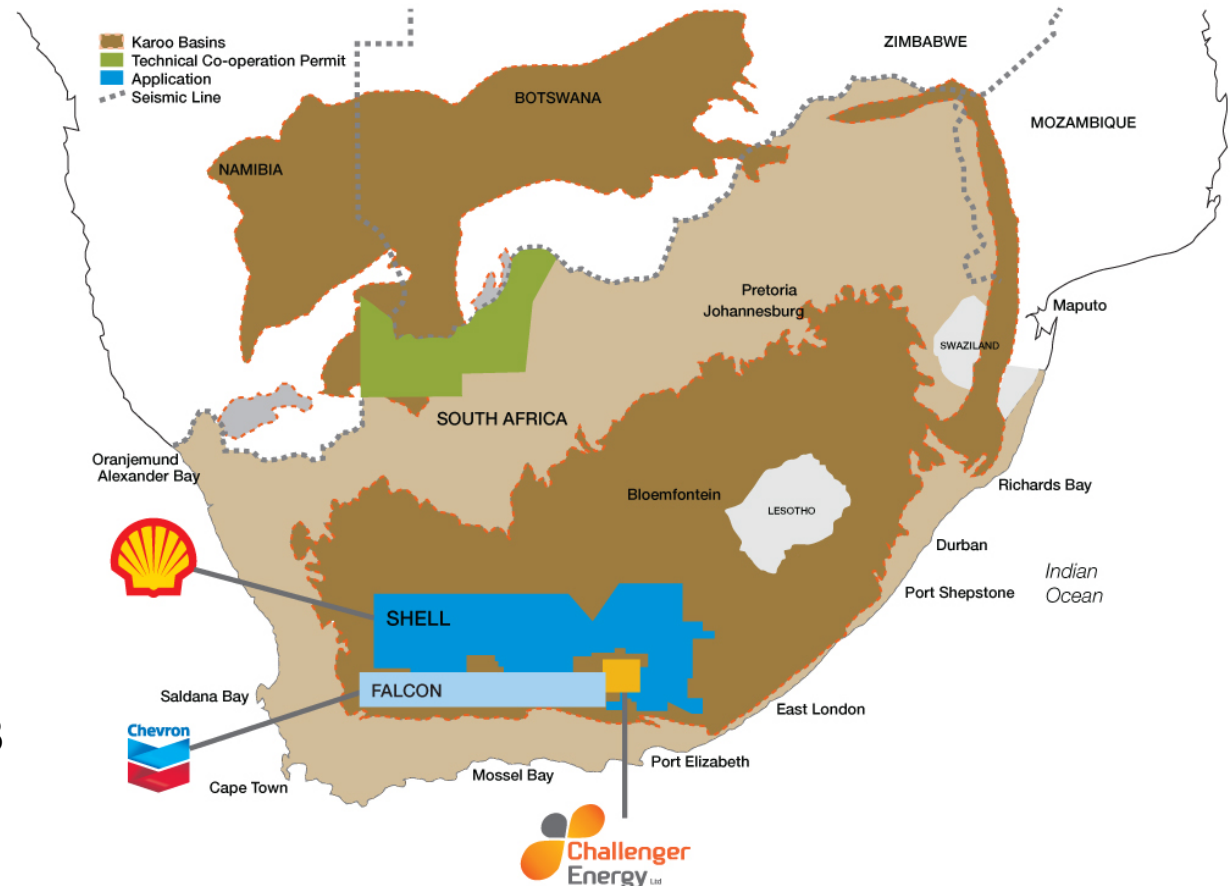 Karoo Basins
Technical Co-operation Permit
Application
Seismic Line
ZIMBABWE
BOTSWANA
MOZAMBIQUE
NAMIBIA
Pretoria
Johannesburg
Maputo
SWAZILAND
SOUTH AFRICA
Oranjemund
Alexander Bay
Bloemfontein
LESOTHO
Richards Bay
Durban
Indian
Ocean
Port Shepstone
SHELL
FALCON
Saldana Bay
East London
Chevron
Port Elizabeth
Mossel Bay
Cape Town
Challenger
Energy Ltd